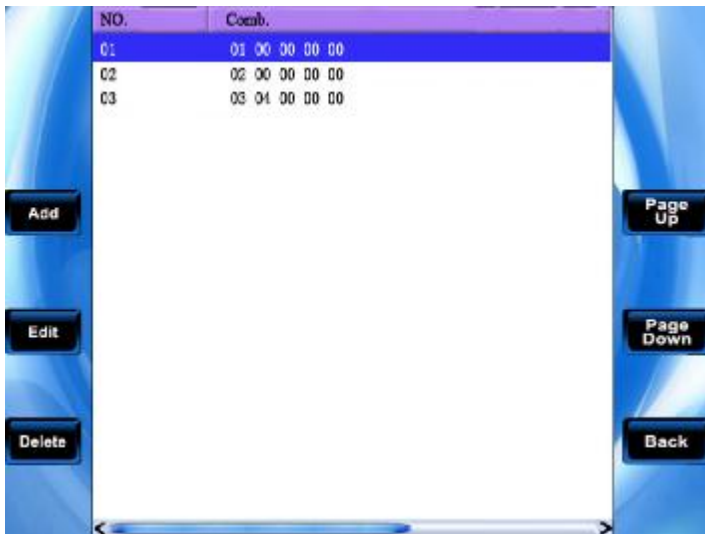 NO. Comb.
01 01 00 00 00 00
02 02 00 00 00 00
03 03 04 00 00 00
Add
Page Up
Edit
Page Down
Delete
Back